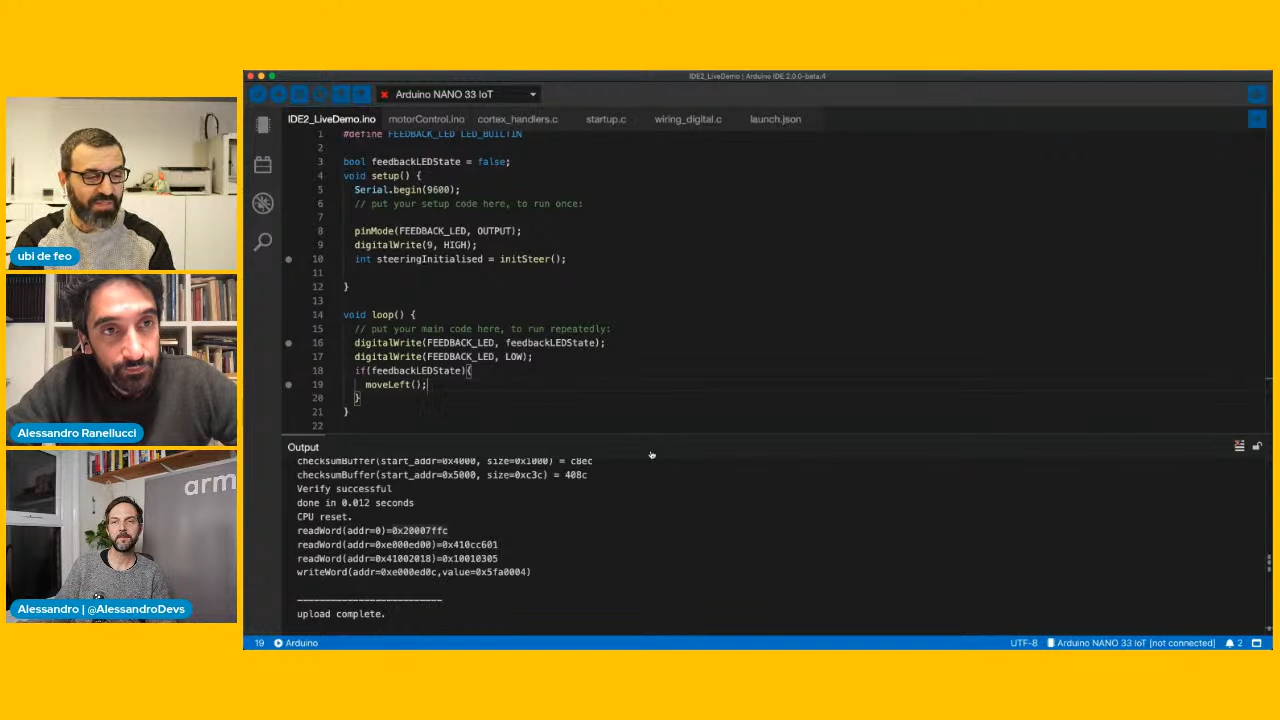 IDE2_LiveDemo | Arduino IDE 2.0.0-beta.4
Arduino NANO 33 IoT
IDE2_LiveDemo.ino motorControl.ino cortex_handlers.c startup.c wiring_digital.c launch.json
1 #define FEEDBACK_LED LED_BUILTIN
2
3 bool feedbackLEDState = false;
4 void setup() {
5 Serial.begin(9600);
6 // put your setup code here, to run once:
7
8 pinMode(FEEDBACK_LED, OUTPUT);
9 digitalWrite(9, HIGH);
10 int steeringInitialised = initSteer();
11
12 }
13
14 void loop() {
15 // put your main code here, to run repeatedly:
16 digitalWrite(FEEDBACK_LED, feedbackLEDState);
17 digitalWrite(FEEDBACK_LED, LOW);
18 if(feedbackLEDState){
19 moveLeft();
20 }
21 }
22
Output
checksumBuffer(start_addr=0x4000, size=0x1000) = c8ec
checksumBuffer(start_addr=0x5000, size=0xc3c) = 408c
Verify successful
done in 0.012 seconds
CPU reset.
readWord(addr=0)=0x20007ffc
readWord(addr=0xe000ed00)=0x410cc601
readWord(addr=0x41002018)=0x10010305
writeWord(addr=0xe000ed0c,value=0x5fa0004)
-------------------------
upload complete.
19 Arduino UTF-8 Arduino NANO 33 IoT [not connected] 2
ubi de feo
Alessandro Ranellucci
arm
Alessandro | @AlessandroDevs